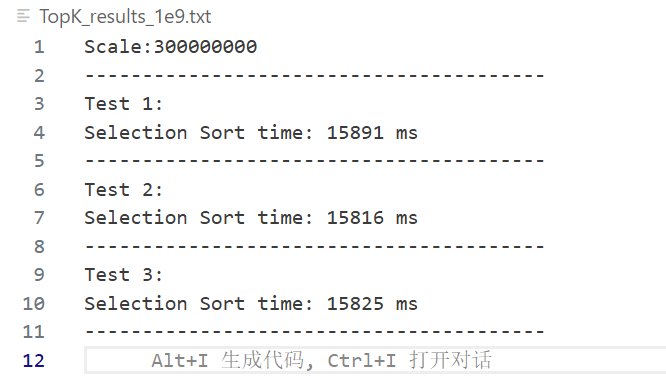 TopK_results_1e9.txt
1 Scale:300000000
2 ----------------------------------------
3 Test 1:
4 Selection Sort time: 15891 ms
5 ----------------------------------------
6 Test 2:
7 Selection Sort time: 15816 ms
8 ----------------------------------------
9 Test 3:
10 Selection Sort time: 15825 ms
11 ----------------------------------------
12 Alt+I 生成代码, Ctrl+I 打开对话